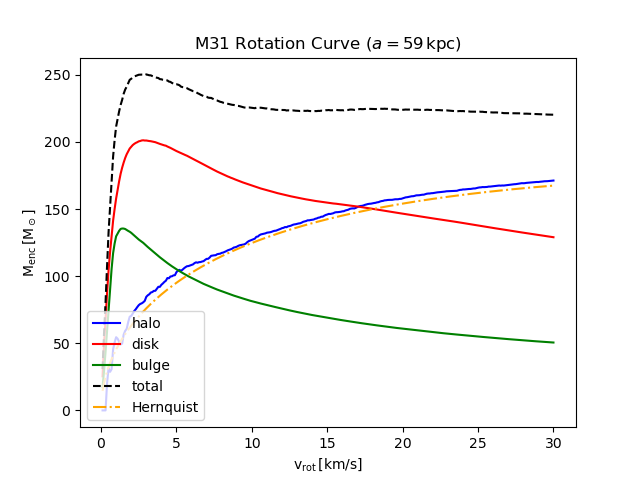 M31 Rotation Curve (a = 59 kpc)
M_enc [M_⊙]
250
200
150
100
50
0
halo
disk
bulge
total
Hernquist
0 5 10 15 20 25 30
v_rot [km/s]